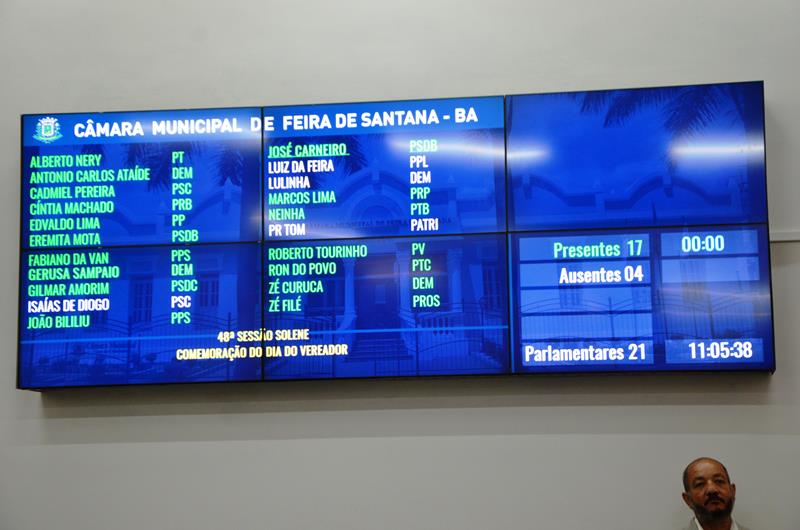 CÂMARA MUNICIPAL DE FEIRA DE SANTANA - BA
ALBERTO NERY PT
ANTONIO CARLOS ATAÍDE DEM
CADMIEL PEREIRA PSC
CÍNTIA MACHADO PRB
EDVALDO LIMA PP
EREMITA MOTA PSDB
FABIANO DA VAN PPS
GERUSA SAMPAIO DEM
GILMAR AMORIM PSDC
ISAÍAS DE DIOGO PSC
JOÃO BILILIU PPS
JOSÉ CARNEIRO PSDB
LUIZ DA FEIRA PPL
LULINHA DEM
MARCOS LIMA PRP
NEINHA PTB
PR TOM PATRI
ROBERTO TOURINHO PV
RON DO POVO PTC
ZÉ CURUCA DEM
ZÉ FILÉ PROS
48ª SESSÃO SOLENE
COMEMORAÇÃO DO DIA DO VEREADOR
Presentes 17 00:00
Ausentes 04
Parlamentares 21 11:05:38